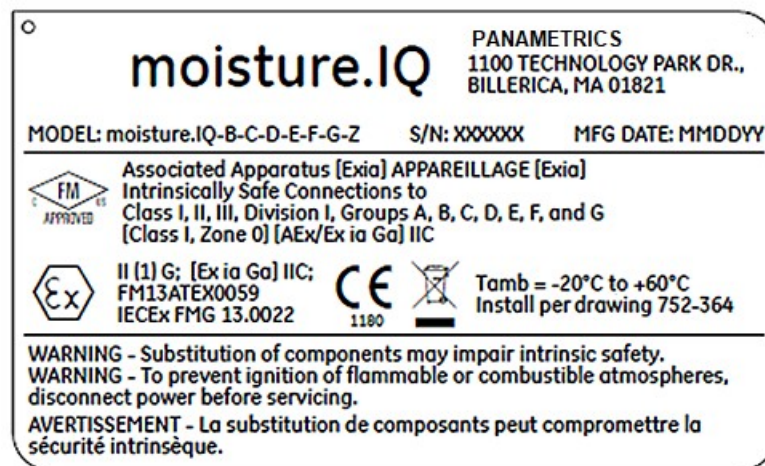 moisture.IQ
PANAMETRICS
1100 TECHNOLOGY PARK DR.,
BILLERICA, MA 01821
MODEL: moisture.IQ-B-C-D-E-F-G-Z S/N: XXXXXX MFG DATE: MMDDYY
FM
C US
APPROVED
Associated Apparatus [Exia] APPAREILLAGE [Exia]
Intrinsically Safe Connections to
Class I, II, III, Division I, Groups A, B, C, D, E, F, and G
[Class I, Zone 0] [AEx/Ex ia Ga] IIC
Ex
II (1) G; [Ex ia Ga] IIC;
FM13ATEX0059
IECEx FMG 13.0022
CE
1180
Tamb = -20°C to +60°C
Install per drawing 752-364
WARNING - Substitution of components may impair intrinsic safety.
WARNING - To prevent ignition of flammable or combustible atmospheres,
disconnect power before servicing.
AVERTISSEMENT - La substitution de composants peut compromettre la
sécurité intrinsèque.